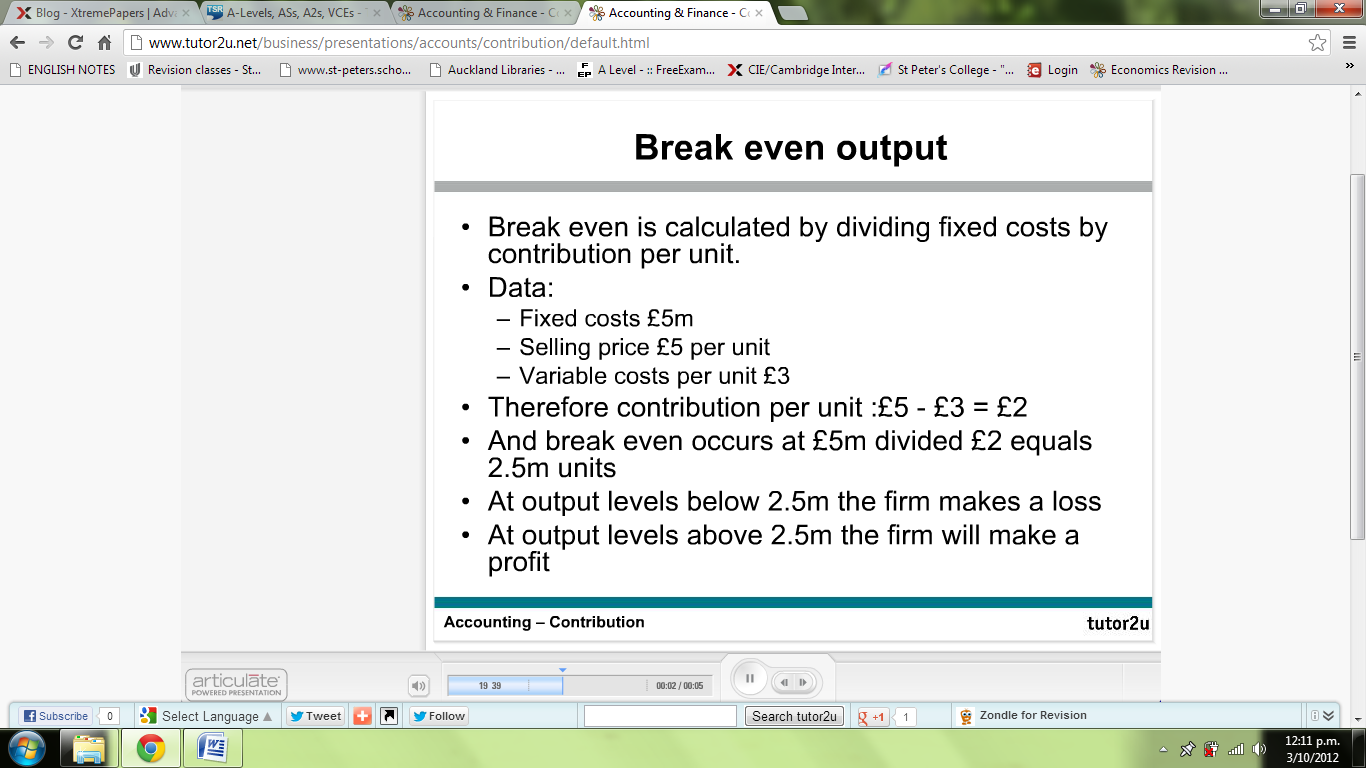 Blog - XtremePapers | Adva
A-Levels, ASs, A2s, VCEs - T
Accounting & Finance - Co
Accounting & Finance - Co
www.tutor2u.net/business/presentations/accounts/contribution/default.html
ENGLISH NOTES
Revision classes - St...
www.st-peters.scho...
Auckland Libraries - ...
A Level - :: FreeExam...
CIE/Cambridge Inter...
St Peter's College - "...
Login
Economics Revision ...
»
Break even output
• Break even is calculated by dividing fixed costs by
contribution per unit.
• Data:
– Fixed costs £5m
– Selling price £5 per unit
– Variable costs per unit £3
• Therefore contribution per unit :£5 - £3 = £2
• And break even occurs at £5m divided £2 equals
2.5m units
• At output levels below 2.5m the firm makes a loss
• At output levels above 2.5m the firm will make a
profit
Accounting – Contribution
tutor2u
articulate
POWERED PRESENTATION
19 39
00:02 / 00:05
Subscribe
0
Select Language
Tweet
Follow
Search tutor2u
g +1
1
Zondle for Revision
12:11 p.m.
3/10/2012